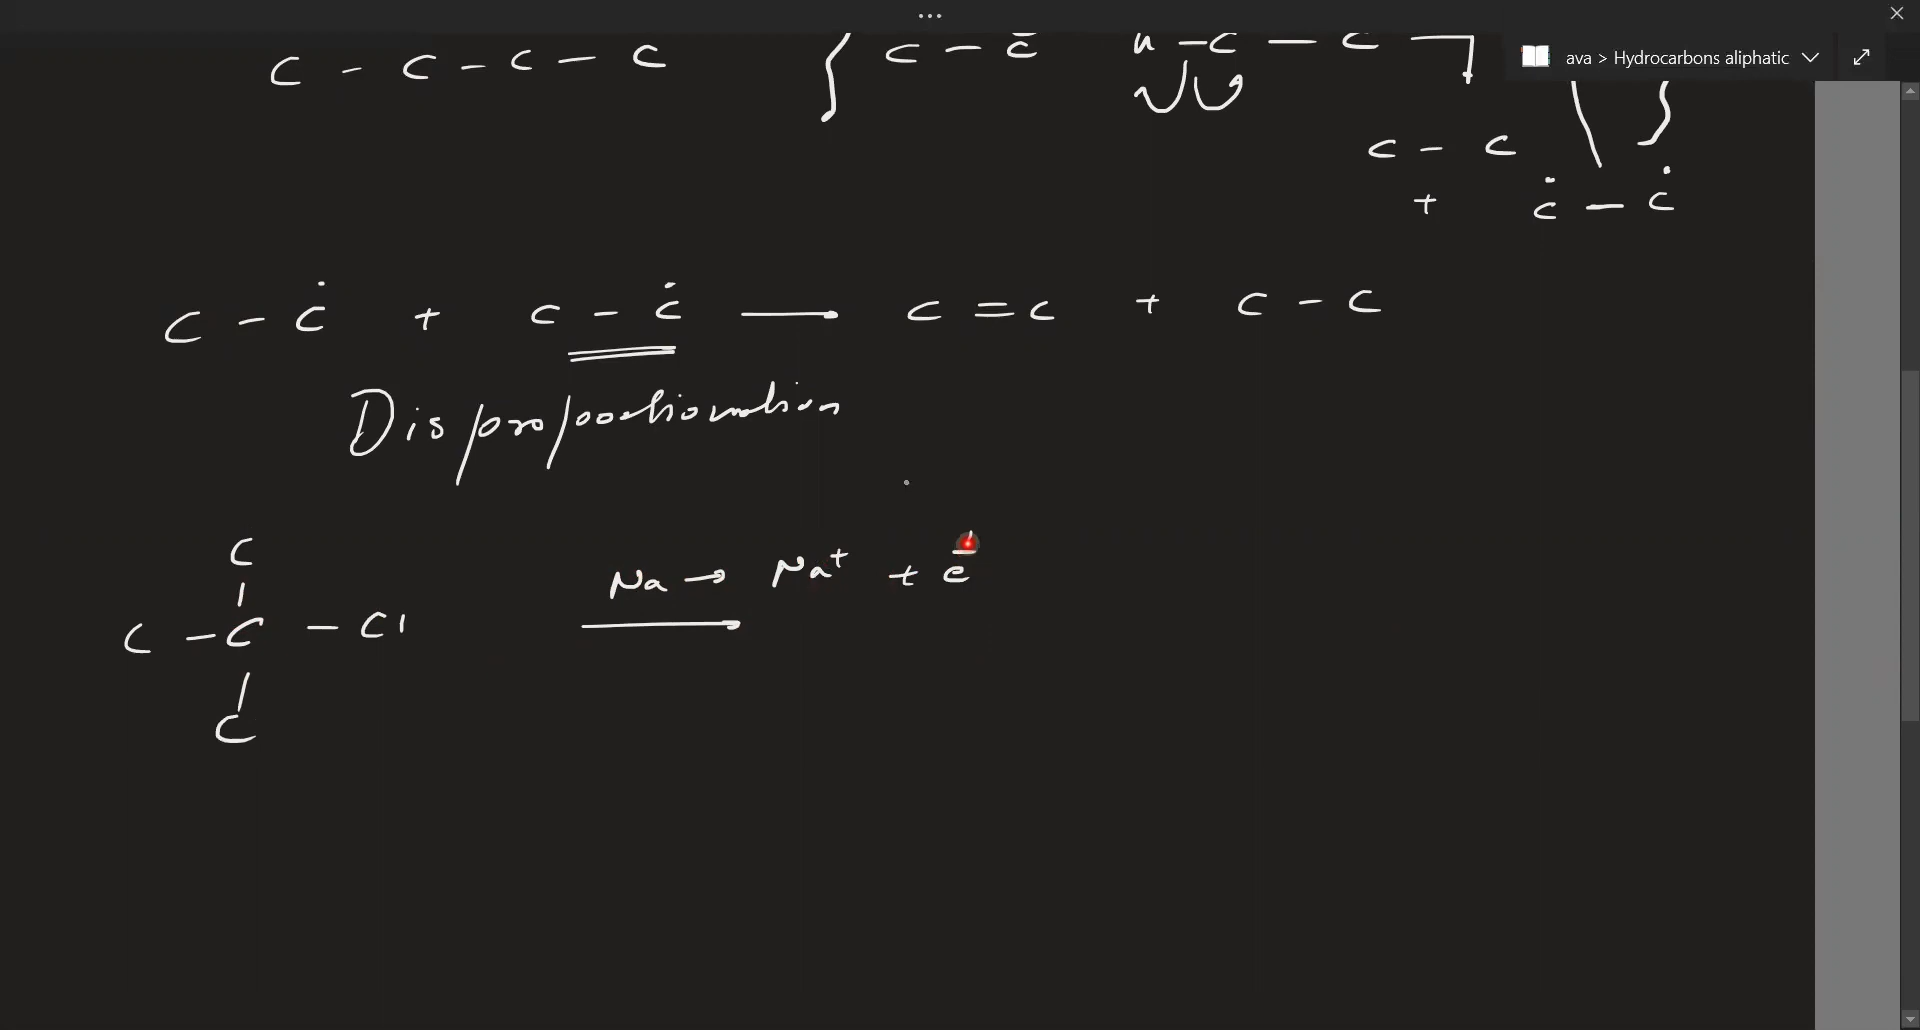 ava > Hydrocarbons aliphatic
C - C - C - C C - C̄ H - C - C
C - C
+ Ċ - Ċ
C - Ċ + C - Ċ → C = C + C - C
Disproportionation
C
Na → Na⁺ + e⁻
C - C - Cl
C